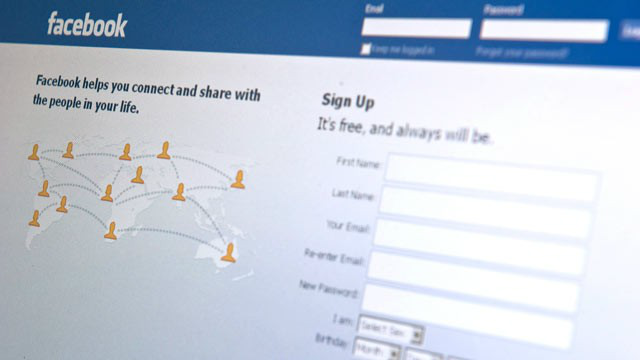 facebook
Email
Password
Keep me logged in
Forgot your password?
Facebook helps you connect and share with
the people in your life.
Sign Up
It's free, and always will be.
First Name:
Last Name:
Your Email:
Re-enter Email:
New Password:
I am:
Select Sex:
Birthday:
Month: